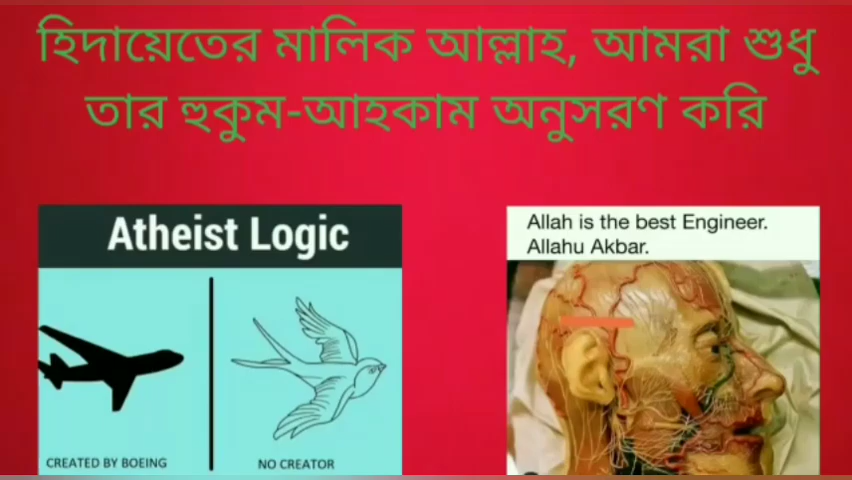 হিদায়েতের মালিক আল্লাহ, আমরা শুধু
তার হুকুম-আহকাম অনুসরণ করি
Atheist Logic
CREATED BY BOEING
NO CREATOR
Allah is the best Engineer.
Allahu Akbar.